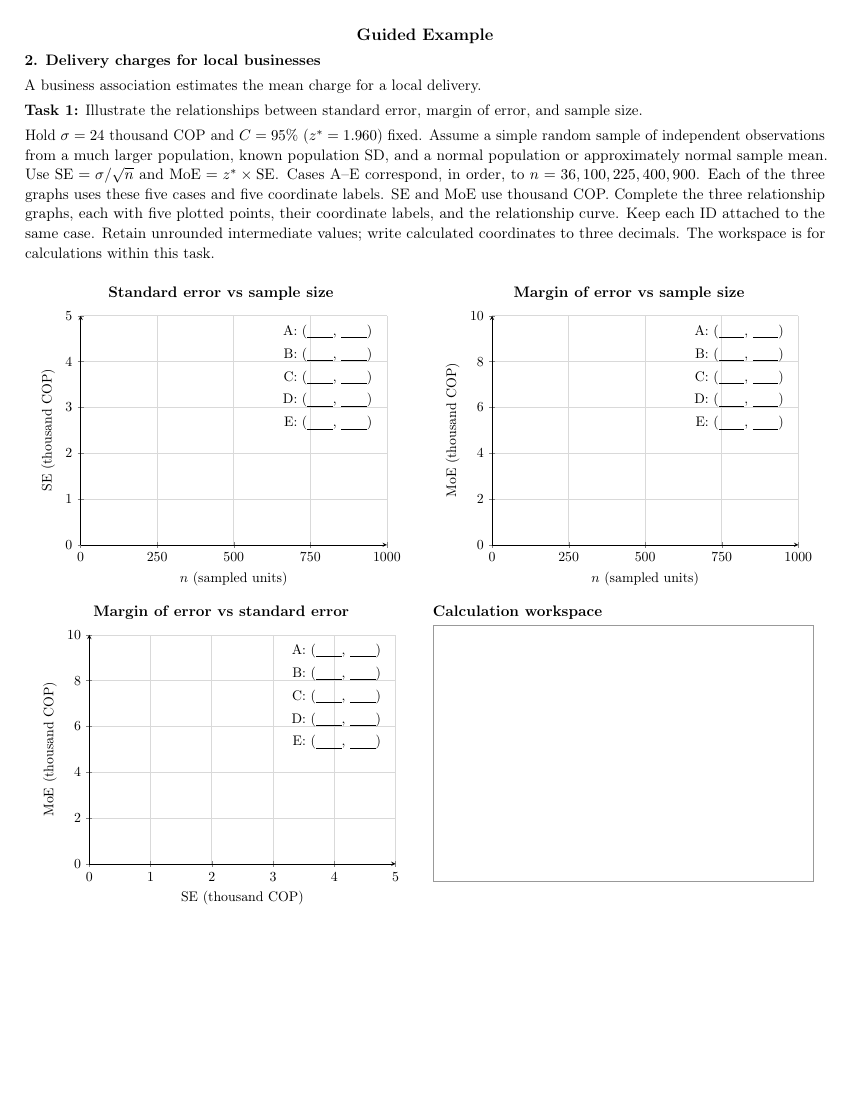 Guided Example
2. Delivery charges for local businesses
A business association estimates the mean charge for a local delivery.
Task 1: Illustrate the relationships between standard error, margin of error, and sample size.
Hold σ = 24 thousand COP and C = 95% (z* = 1.960) fixed. Assume a simple random sample of independent observations
from a much larger population, known population SD, and a normal population or approximately normal sample mean.
Use SE = σ/√n and MoE = z* × SE. Cases A–E correspond, in order, to n = 36, 100, 225, 400, 900. Each of the three
graphs uses these five cases and five coordinate labels. SE and MoE use thousand COP. Complete the three relationship
graphs, each with five plotted points, their coordinate labels, and the relationship curve. Keep each ID attached to the
same case. Retain unrounded intermediate values; write calculated coordinates to three decimals. The workspace is for
calculations within this task.
Standard error vs sample size
SE (thousand COP)
5
4
3
2
1
0
A: (___, ___)
B: (___, ___)
C: (___, ___)
D: (___, ___)
E: (___, ___)
0 250 500 750 1000
n (sampled units)
Margin of error vs sample size
MoE (thousand COP)
10
8
6
4
2
0
A: (___, ___)
B: (___, ___)
C: (___, ___)
D: (___, ___)
E: (___, ___)
0 250 500 750 1000
n (sampled units)
Margin of error vs standard error
MoE (thousand COP)
10
8
6
4
2
0
A: (___, ___)
B: (___, ___)
C: (___, ___)
D: (___, ___)
E: (___, ___)
0 1 2 3 4 5
SE (thousand COP)
Calculation workspace